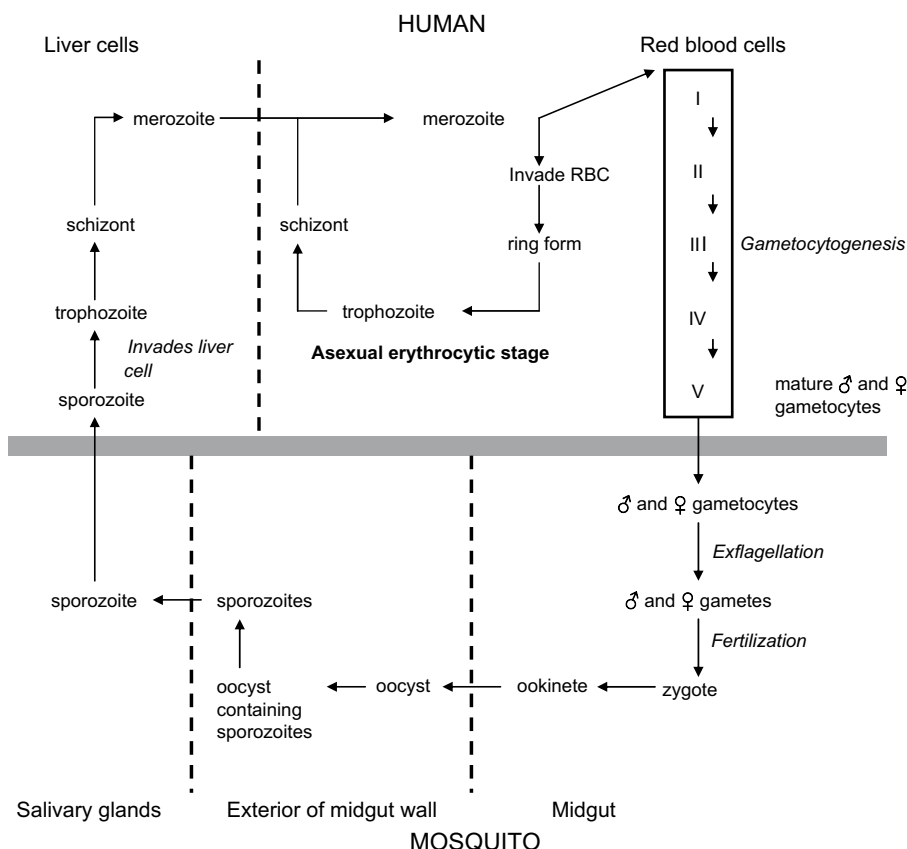 HUMAN
Liver cells
Red blood cells
merozoite
merozoite
I
II
III
IV
V
Invade RBC
ring form
Gametocytogenesis
schizont
schizont
trophozoite
trophozoite
Invades liver
cell
Asexual erythrocytic stage
sporozoite
mature ♂ and ♀
gametocytes
♂ and ♀ gametocytes
Exflagellation
♂ and ♀ gametes
Fertilization
zygote
ookinete
oocyst
oocyst
containing
sporozoites
sporozoites
sporozoite
Salivary glands
Exterior of midgut wall
Midgut
MOSQUITO